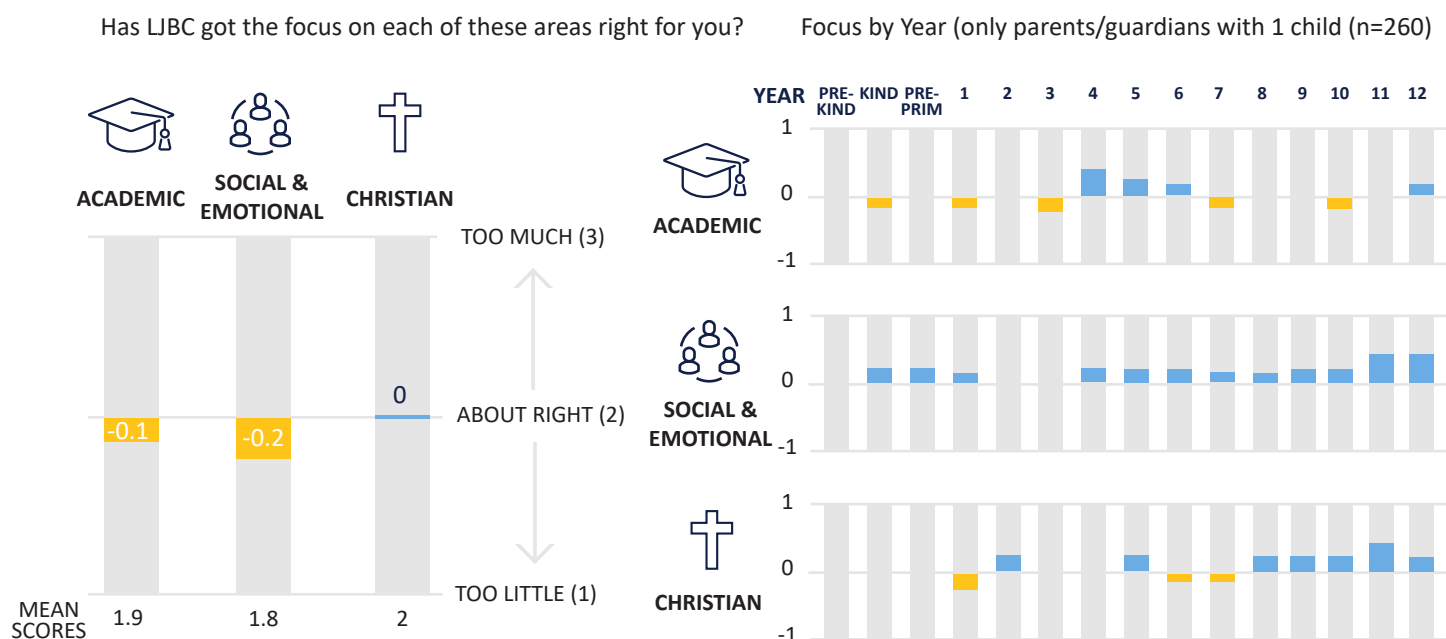 Has LJBC got the focus on each of these areas right for you?
ACADEMIC
SOCIAL &
EMOTIONAL
CHRISTIAN
TOO MUCH (3)
0
ABOUT RIGHT (2)
-0.1
-0.2
TOO LITTLE (1)
MEAN
SCORES
1.9
1.8
2
Focus by Year (only parents/guardians with 1 child (n=260)
YEAR
PRE-
KIND
KIND
PRE-
PRIM
1
2
3
4
5
6
7
8
9
10
11
12
1
0
-1
ACADEMIC
1
0
-1
SOCIAL &
EMOTIONAL
1
0
-1
CHRISTIAN